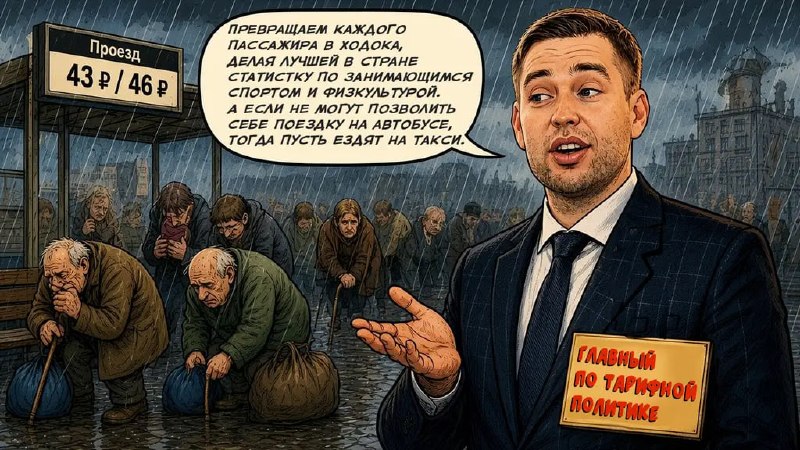 Проезд
43 ₽ / 46 ₽
ПРЕВРАЩАЕМ КАЖДОГО
ПАССАЖИРА В ХОДОКА,
ДЕЛАЯ ЛУЧШЕЙ В СТРАНЕ
СТАТИСТКУ ПО ЗАНИМАЮЩИМСЯ
СПОРТОМ И ФИЗКУЛЬТУРОЙ.
А ЕСЛИ НЕ МОГУТ ПОЗВОЛИТЬ
СЕБЕ ПОЕЗДКУ НА АВТОБУСЕ,
ТОГДА ПУСТЬ ЕЗДЯТ НА ТАКСИ.
ГЛАВНЫЙ
ПО ТАРИФНОЙ
ПОЛИТИКЕ